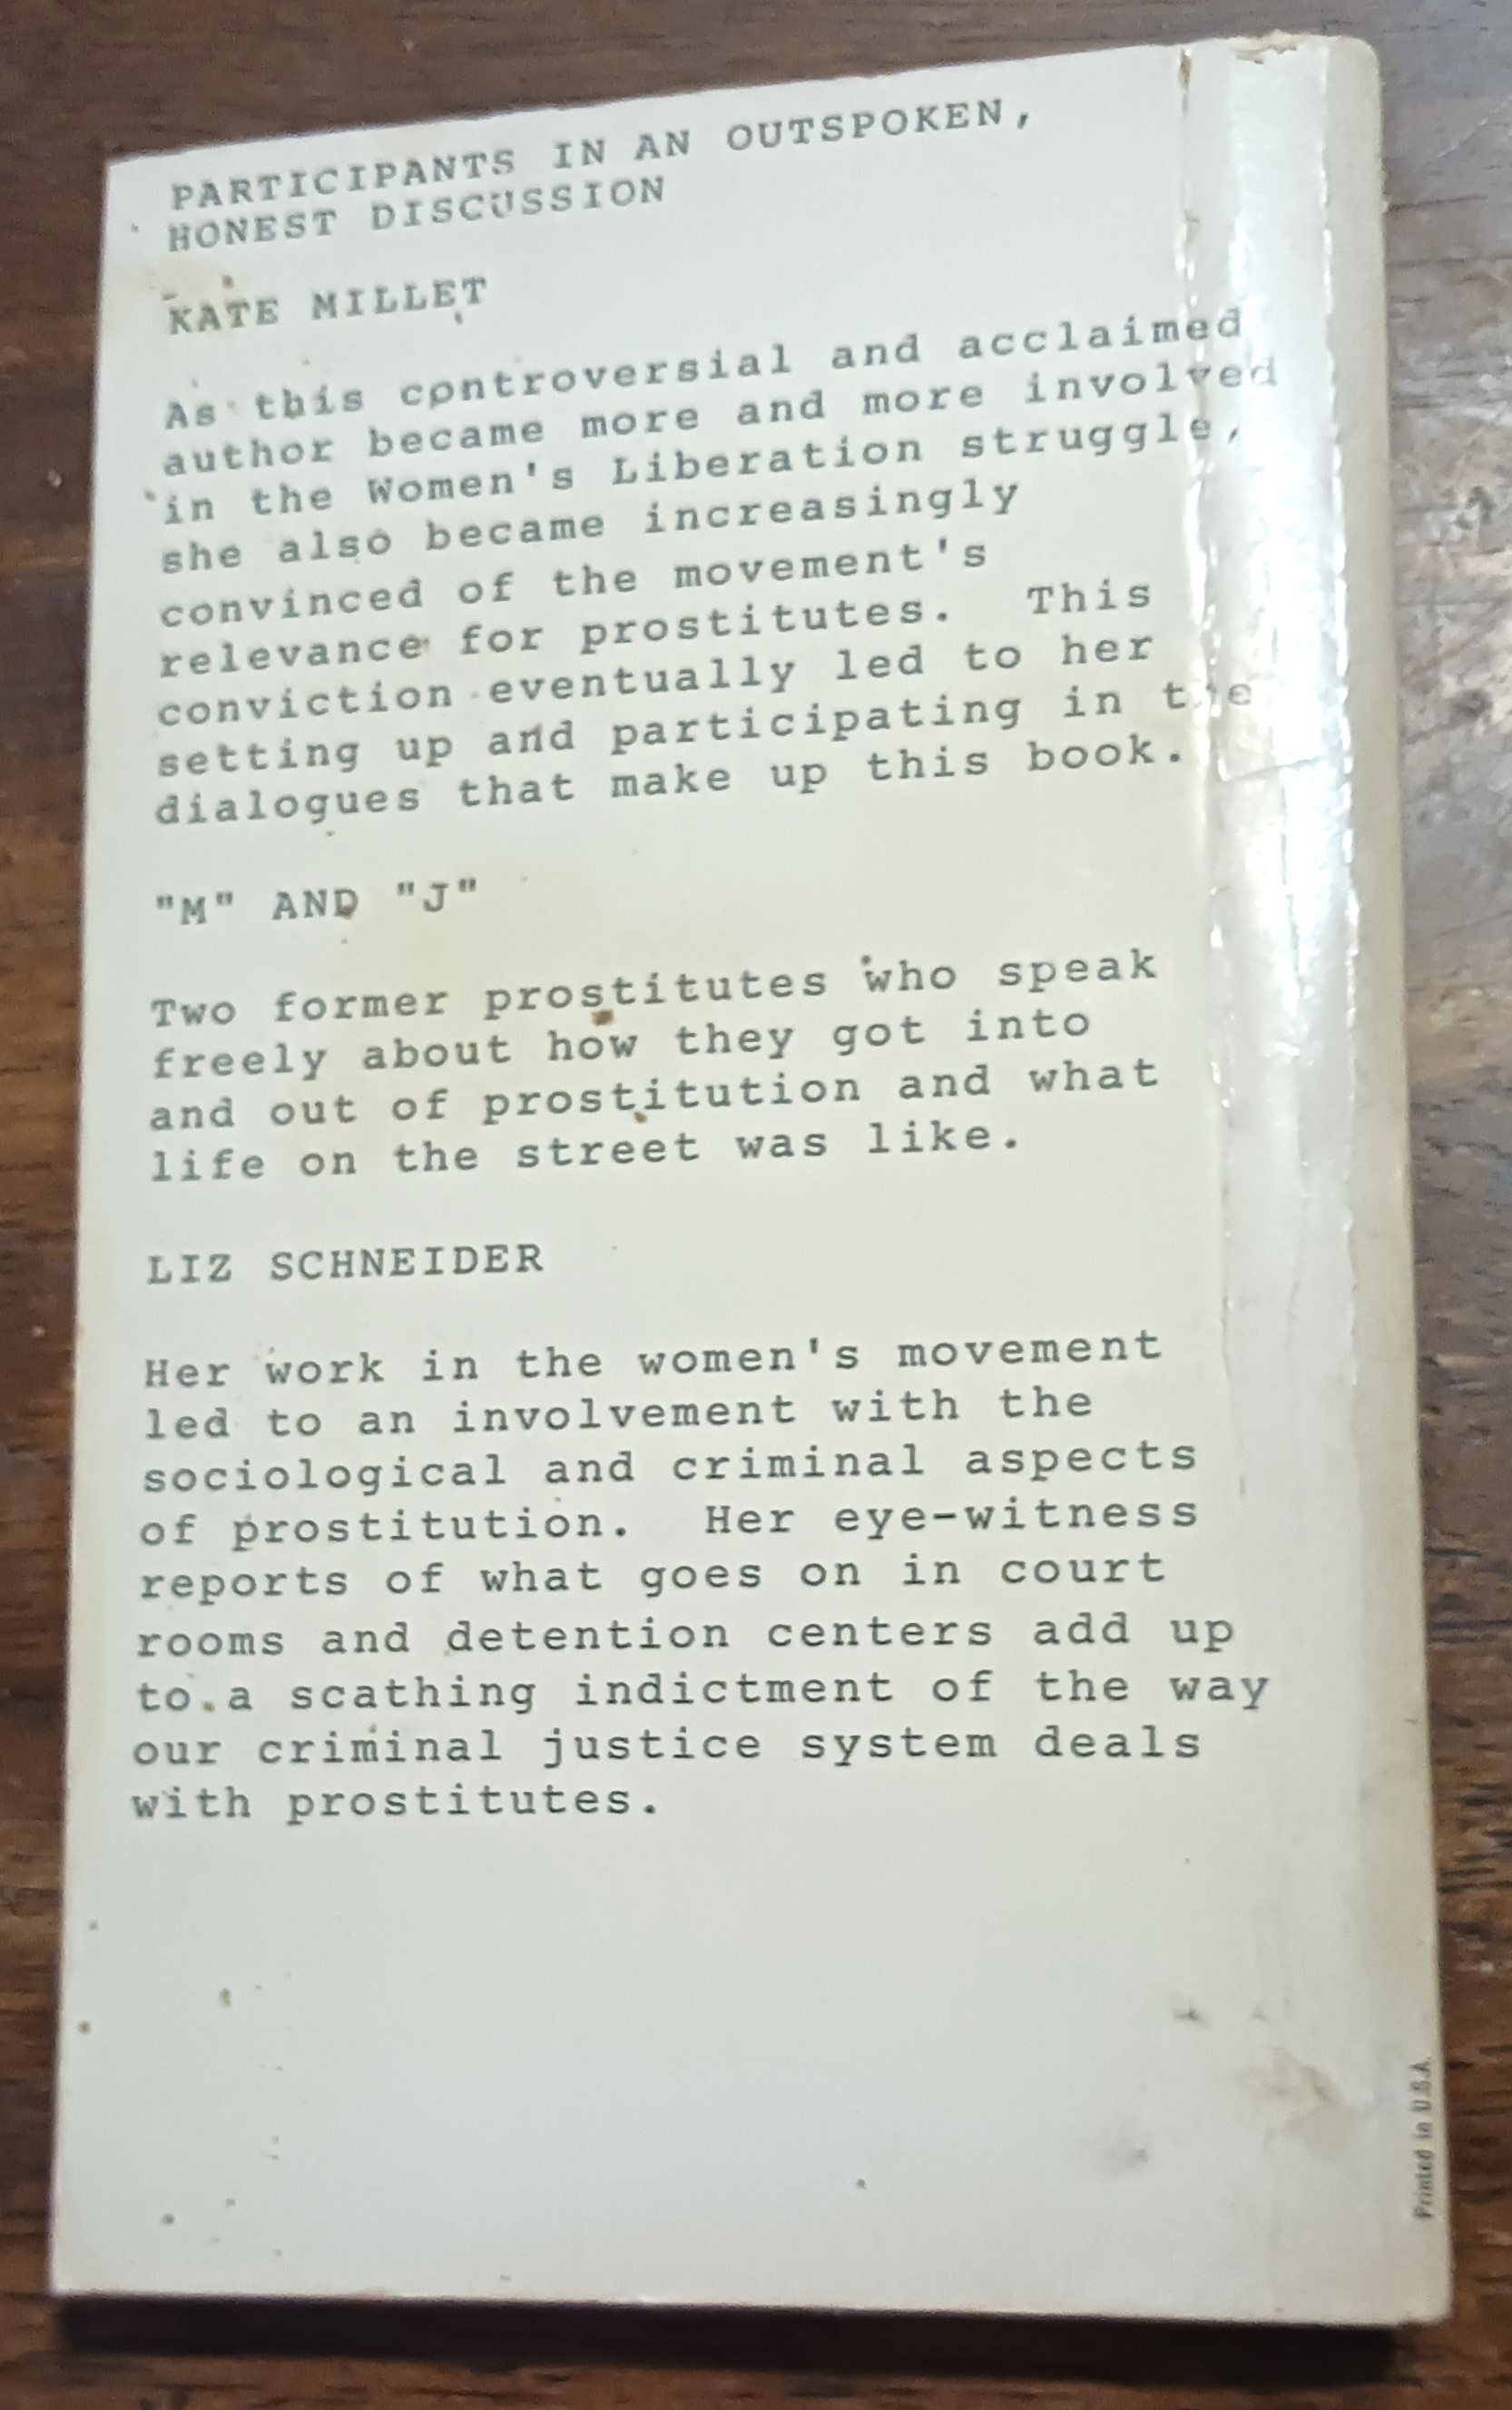 PARTICIPANTS IN AN OUTSPOKEN,
HONEST DISCUSSION
KATE MILLET
As this controversial and acclaimed
author became more and more involved
in the Women's Liberation struggle,
she also became increasingly
convinced of the movement's
relevance for prostitutes. This
conviction eventually led to her
setting up and participating in the
dialogues that make up this book.
"M" AND "J"
Two former prostitutes who speak
freely about how they got into
and out of prostitution and what
life on the street was like.
LIZ SCHNEIDER
Her work in the women's movement
led to an involvement with the
sociological and criminal aspects
of prostitution. Her eye-witness
reports of what goes on in court
rooms and detention centers add up
to a scathing indictment of the way
our criminal justice system deals
with prostitutes.
Printed in U.S.A.